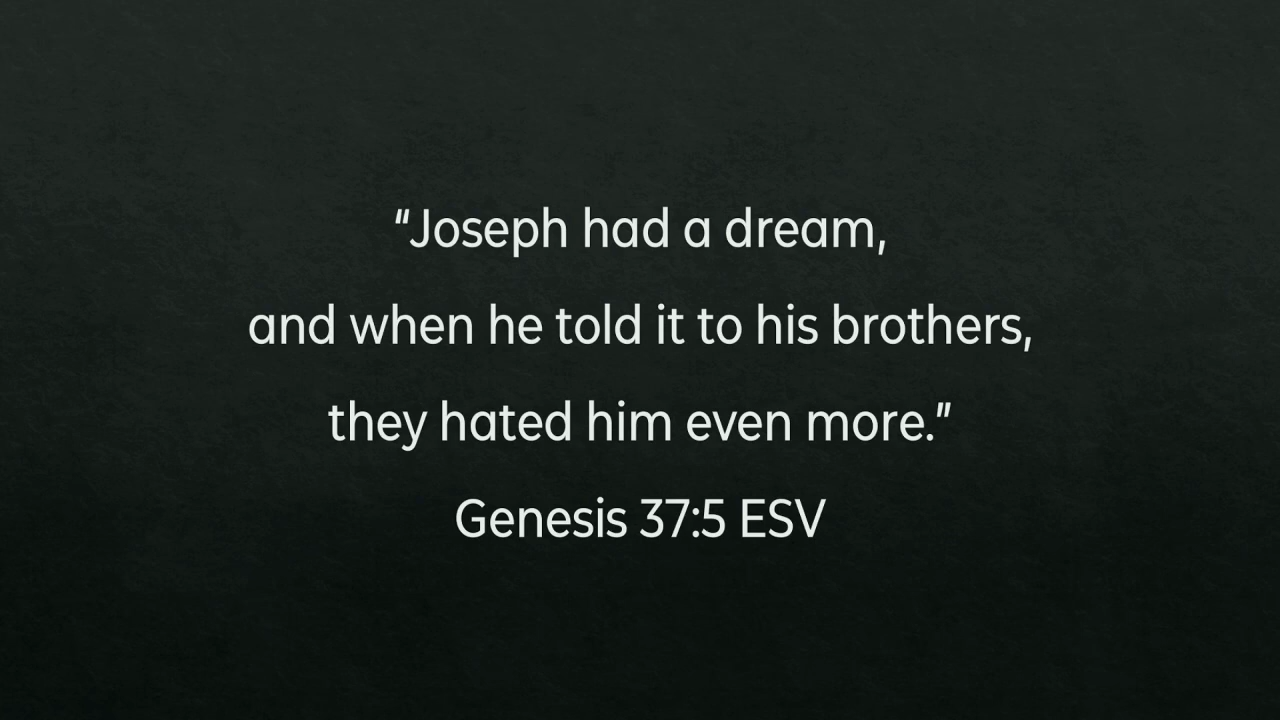 “Joseph had a dream,
and when he told it to his brothers,
they hated him even more.”
Genesis 37:5 ESV